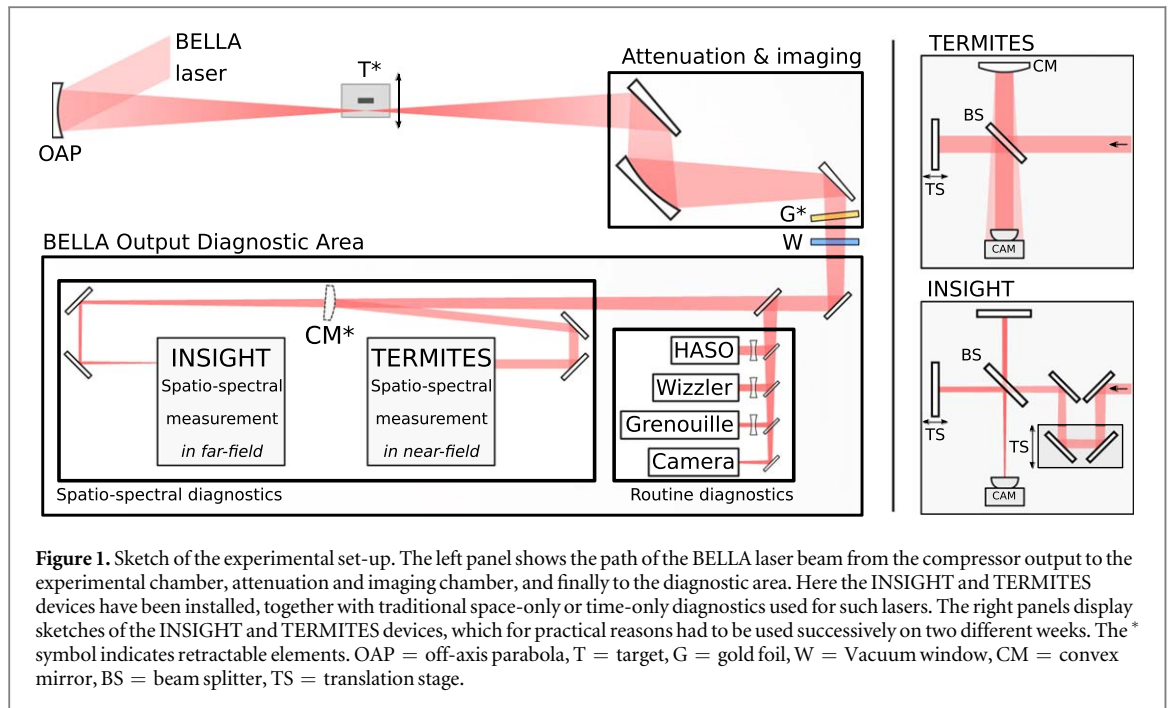 BELLA
laser
T*
OAP
Attenuation & imaging
G*
W
BELLA Output Diagnostic Area
CM*
INSIGHT
Spatio-spectral
measurement
in far-field
TERMITES
Spatio-spectral
measurement
in near-field
Spatio-spectral diagnostics
HASO
Wizzler
Grenouille
Camera
Routine diagnostics
TERMITES
CM
BS
TS
CAM
INSIGHT
BS
TS
TS
CAM
Figure 1. Sketch of the experimental set-up. The left panel shows the path of the BELLA laser beam from the compressor output to the
experimental chamber, attenuation and imaging chamber, and finally to the diagnostic area. Here the INSIGHT and TERMITES
devices have been installed, together with traditional space-only or time-only diagnostics used for such lasers. The right panels display
sketches of the INSIGHT and TERMITES devices, which for practical reasons had to be used successively on two different weeks. The *
symbol indicates retractable elements. OAP = off-axis parabola, T = target, G = gold foil, W = Vacuum window, CM = convex
mirror, BS = beam splitter, TS = translation stage.